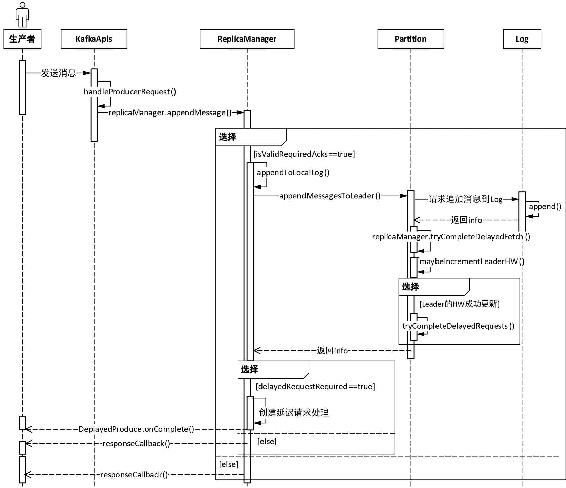 生产者
KafkaApis
ReplikaManager
Partition
Log
发送消息
handleProducerRequest()
replicaManager.appendMessage()
选择
[isValidRequiredAcks==true]
appendToLocalLog()
appendMessagesToLeader()
请求追加消息到Log
append()
返回info
replicaManager.tryCompleteDelayedFetch()
maybeIncrementLeaderHW()
选择
[Leader的HW成功更新]
tryCompleteDelayedRequests()
返回info
选择
[delayedRequestRequired==true]
创建延迟请求处理
DeplayedProduce.onComplete()
[else]
responseCallback()
[else]
responseCallback()